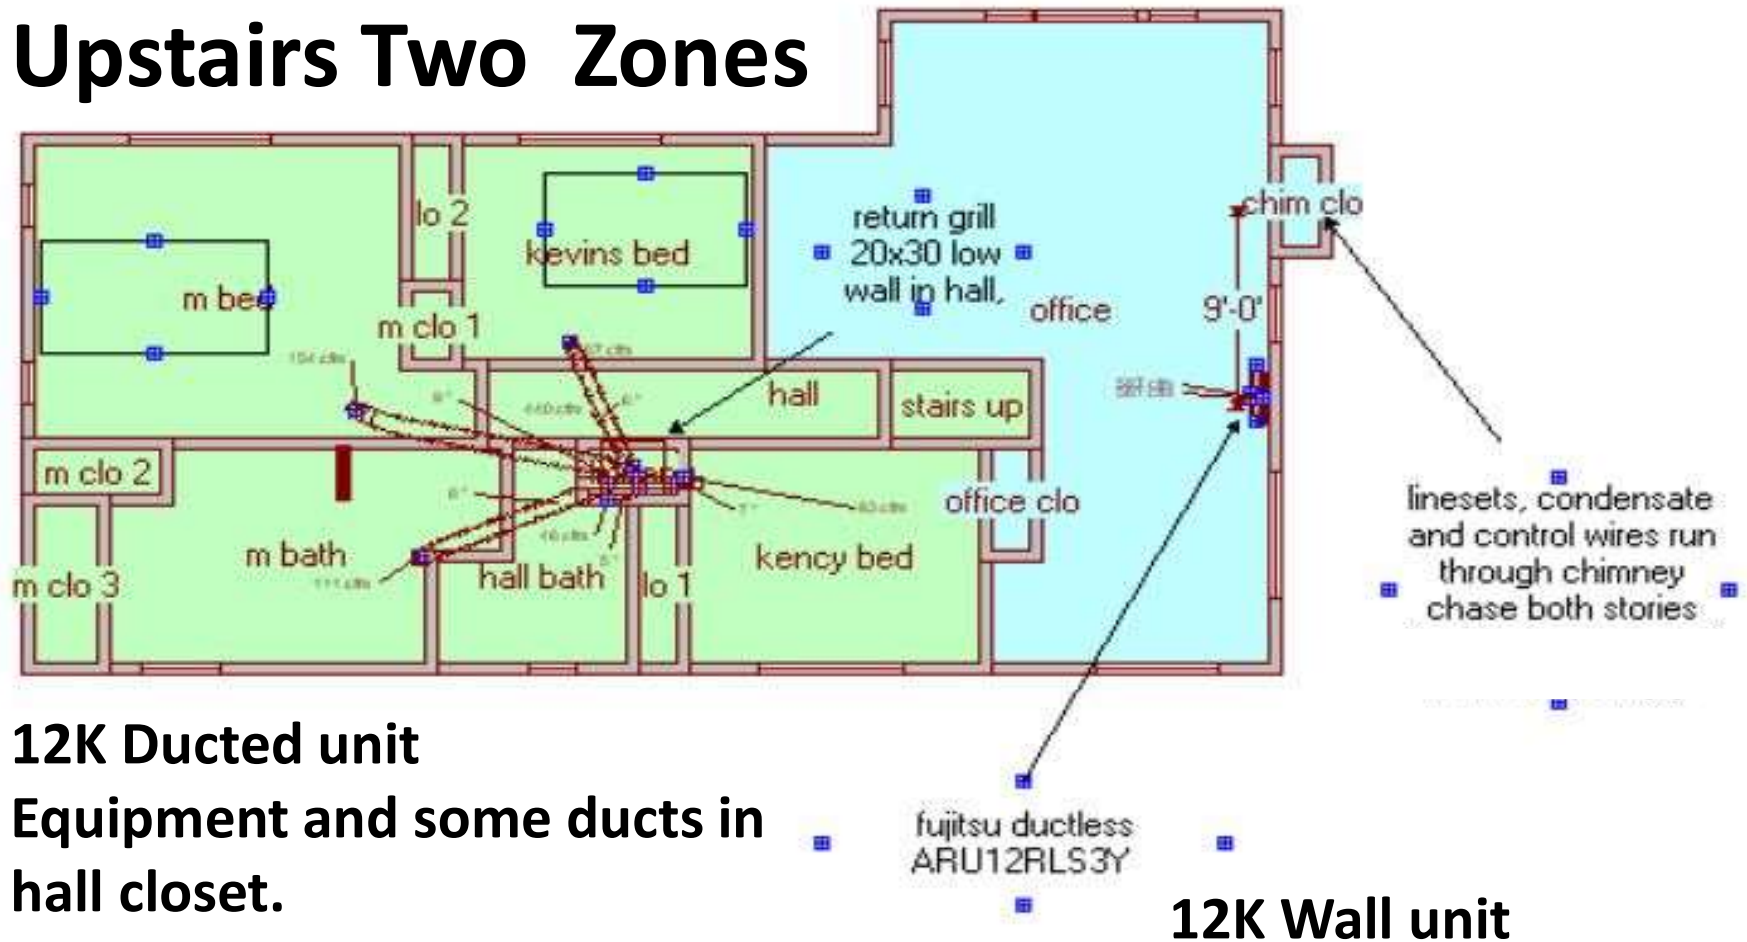 Upstairs Two Zones
chim clo
lo 2
return grill
20x30 low
wall in hall,
kevins bed
m bed
office
9'-0'
m clo 1
hall
stairs up
m clo 2
office clo
linesets, condensate
and control wires run
through chimney
chase both stories
m bath
hall bath
lo 1
kency bed
m clo 3
12K Ducted unit
Equipment and some ducts in
hall closet.
fujitsu ductless
ARU12RLS3Y
12K Wall unit